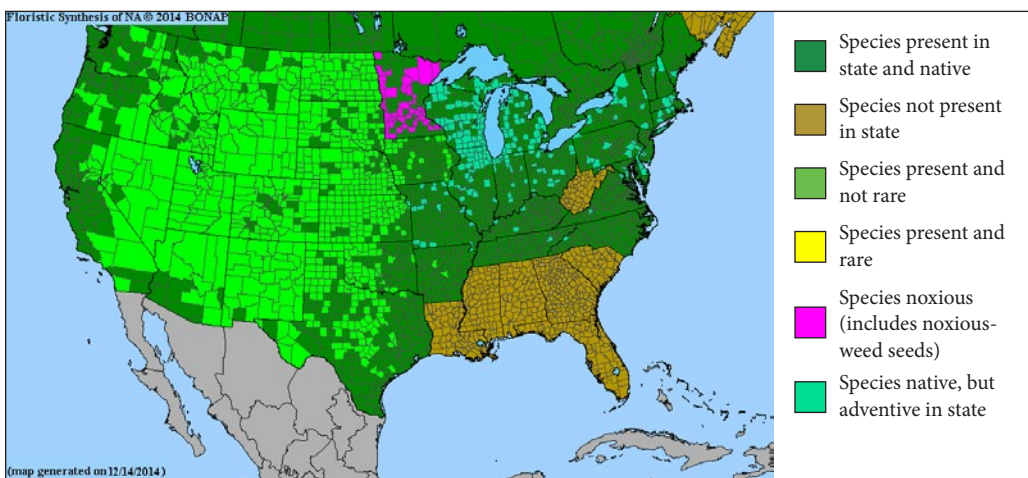 Floristic Synthesis of NA © 2014 BONAP
(map generated on 12/14/2014)
Species present in
state and native
Species not present
in state
Species present and
not rare
Species present and
rare
Species noxious
(includes noxious-
weed seeds)
Species native, but
adventive in state